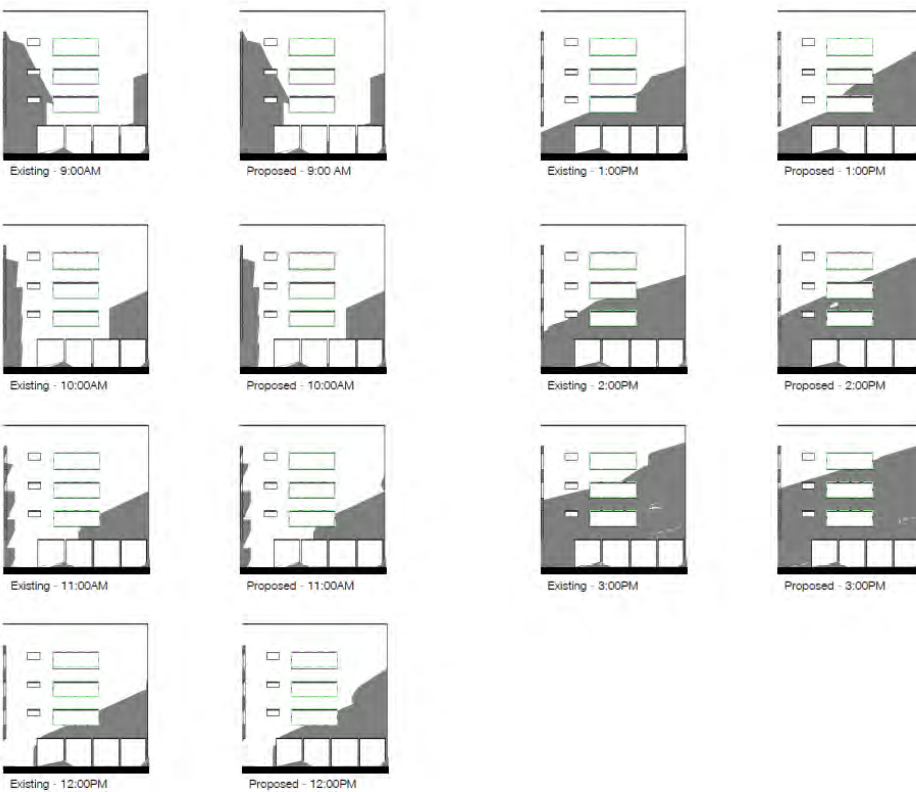 Existing - 9:00AM
Proposed - 9:00 AM
Existing - 1:00PM
Proposed - 1:00PM
Existing - 10:00AM
Proposed - 10:00AM
Existing - 2:00PM
Proposed - 2:00PM
Existing - 11:00AM
Proposed - 11:00AM
Existing - 3:00PM
Proposed - 3:00PM
Existing - 12:00PM
Proposed - 12:00PM